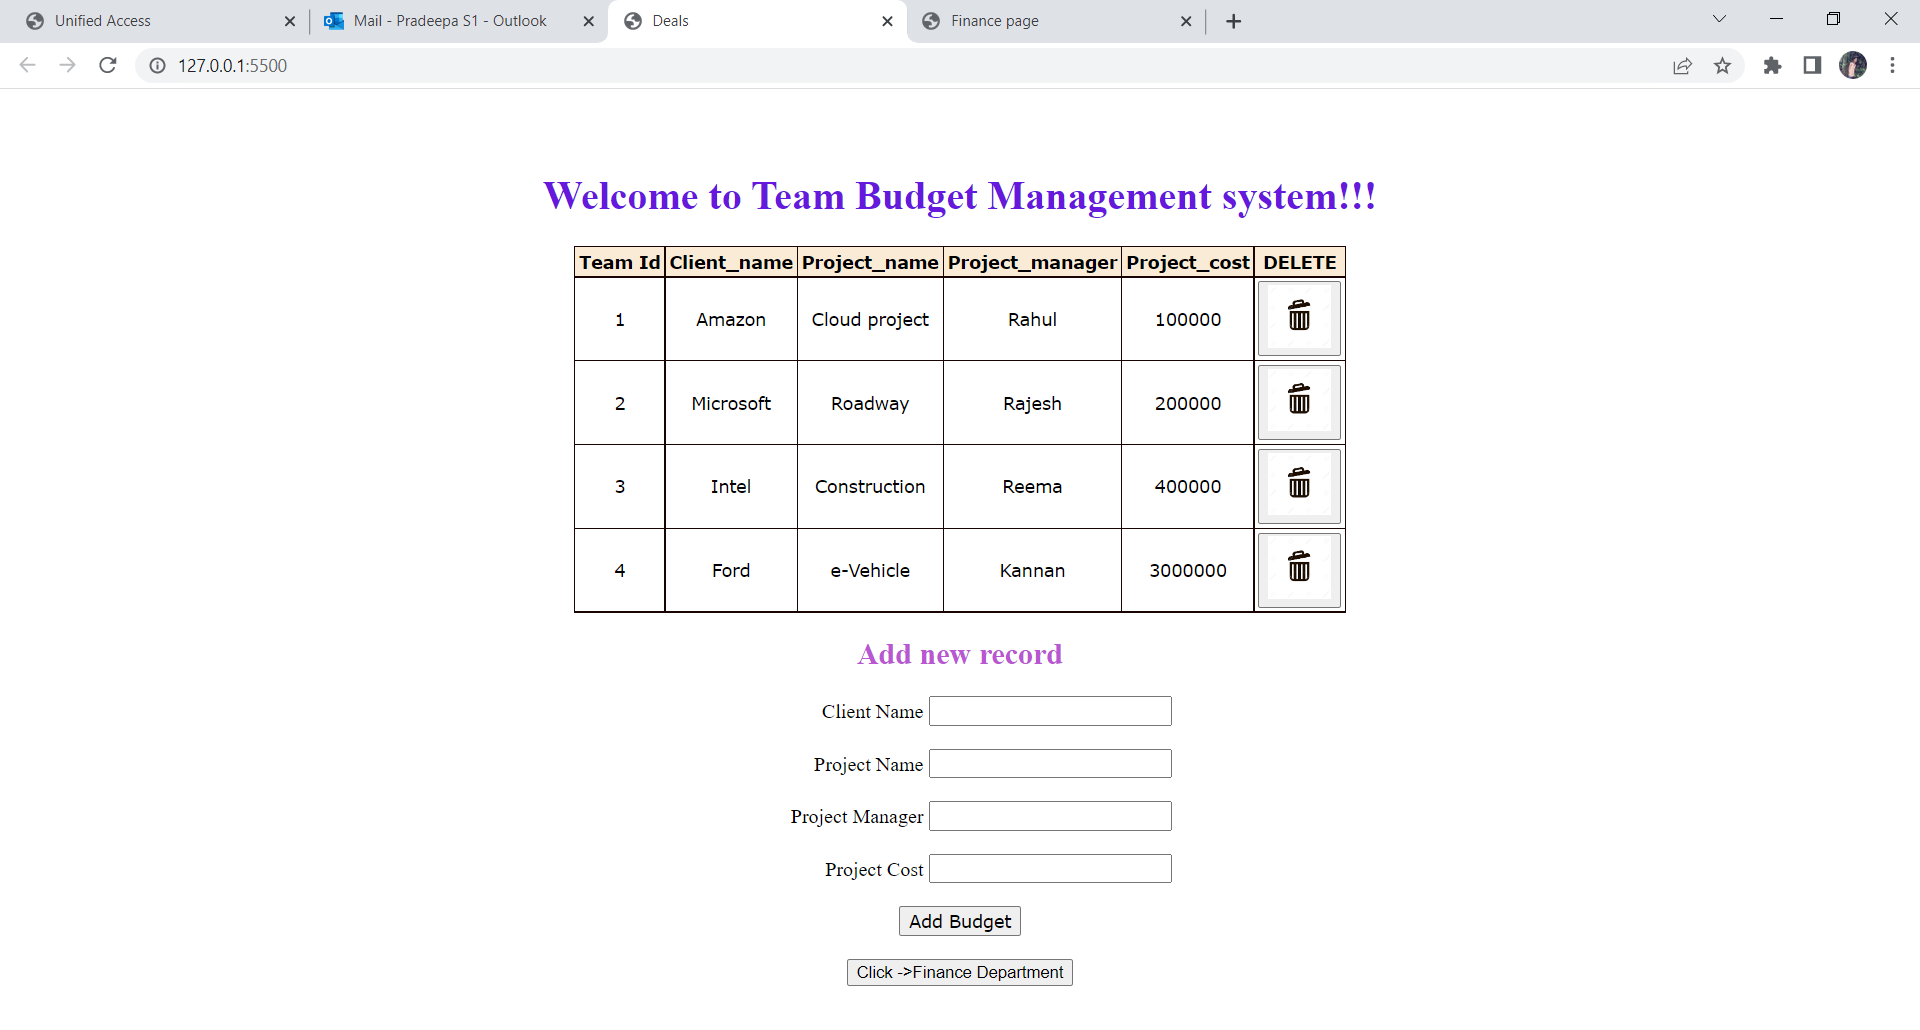 Unified Access
Mail - Pradeepa S1 - Outlook
Deals
Finance page
127.0.0.1:5500
Welcome to Team Budget Management system!!!
Team Id Client_name Project_name Project_manager Project_cost DELETE
1 Amazon Cloud project Rahul 100000
2 Microsoft Roadway Rajesh 200000
3 Intel Construction Reema 400000
4 Ford e-Vehicle Kannan 3000000
Add new record
Client Name
Project Name
Project Manager
Project Cost
Add Budget
Click ->Finance Department